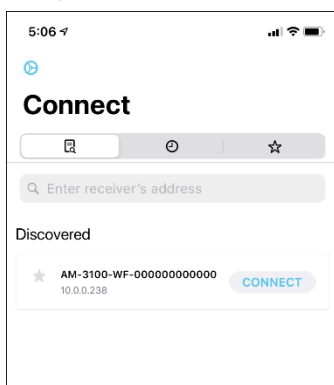 5:06
Connect
Enter receiver's address
Discovered
AM-3100-WF-000000000000
10.0.0.238
CONNECT